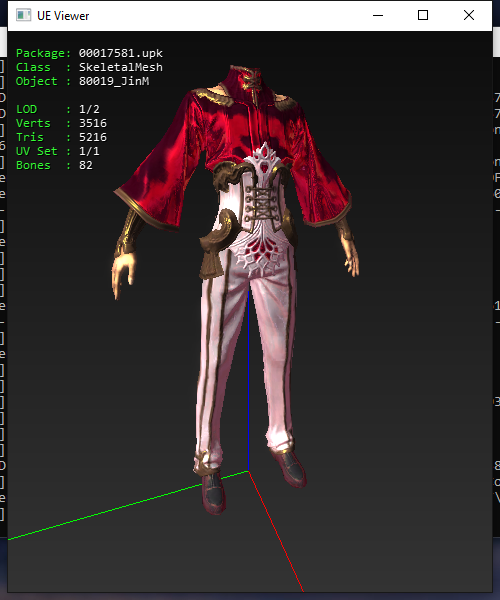 UE Viewer
Package: 00017581.upk
Class : SkeletalMesh
Object : 80019_JinM
LOD : 1/2
Verts : 3516
Tris : 5216
UV Set : 1/1
Bones : 82